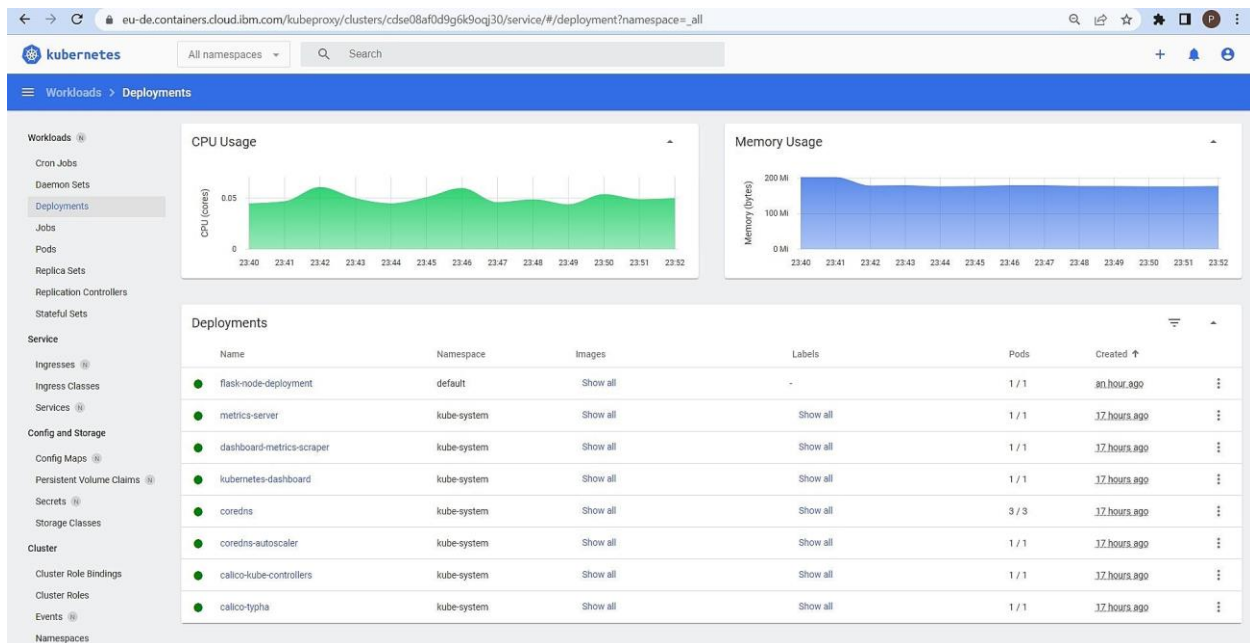 eu-de.containers.cloud.ibm.com/kubeproxy/clusters/cdse08af0d9g6k9oqj30/service/#/deployment?namespace=_all
P
kubernetes
All namespaces
Search
Workloads > Deployments
Workloads N
Cron Jobs
Daemon Sets
Deployments
Jobs
Pods
Replica Sets
Replication Controllers
Stateful Sets
Service
Ingresses N
Ingress Classes
Services N
Config and Storage
Config Maps N
Persistent Volume Claims N
Secrets N
Storage Classes
Cluster
Cluster Role Bindings
Cluster Roles
Events N
Namespaces
CPU Usage
CPU (cores)
0.05
0
23:40 23:41 23:42 23:43 23:44 23:45 23:46 23:47 23:48 23:49 23:50 23:51 23:52
Memory Usage
Memory (bytes)
200 Mi
100 Mi
0 Mi
23:40 23:41 23:42 23:43 23:44 23:45 23:46 23:47 23:48 23:49 23:50 23:51 23:52
Deployments
Name Namespace Images Labels Pods Created ↑
flask-node-deployment default Show all - 1 / 1 an hour ago
metrics-server kube-system Show all Show all 1 / 1 17 hours ago
dashboard-metrics-scraper kube-system Show all Show all 1 / 1 17 hours ago
kubernetes-dashboard kube-system Show all Show all 1 / 1 17 hours ago
coredns kube-system Show all Show all 3 / 3 17 hours ago
coredns-autoscaler kube-system Show all Show all 1 / 1 17 hours ago
calico-kube-controllers kube-system Show all Show all 1 / 1 17 hours ago
calico-typha kube-system Show all Show all 1 / 1 17 hours ago